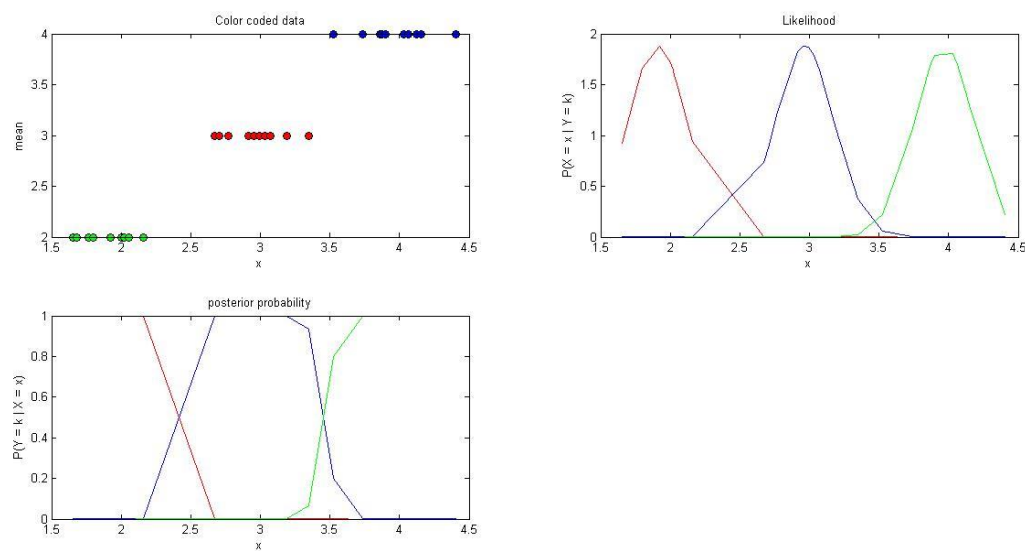 Color coded data
4
3.5
3
2.5
2
mean
1.5 2 2.5 3 3.5 4 4.5
x
Likelihood
2
1.5
1
0.5
0
P(X = x | Y = k)
1.5 2 2.5 3 3.5 4 4.5
x
posterior probability
1
0.8
0.6
0.4
0.2
0
P(Y = k | X = x)
1.5 2 2.5 3 3.5 4 4.5
x